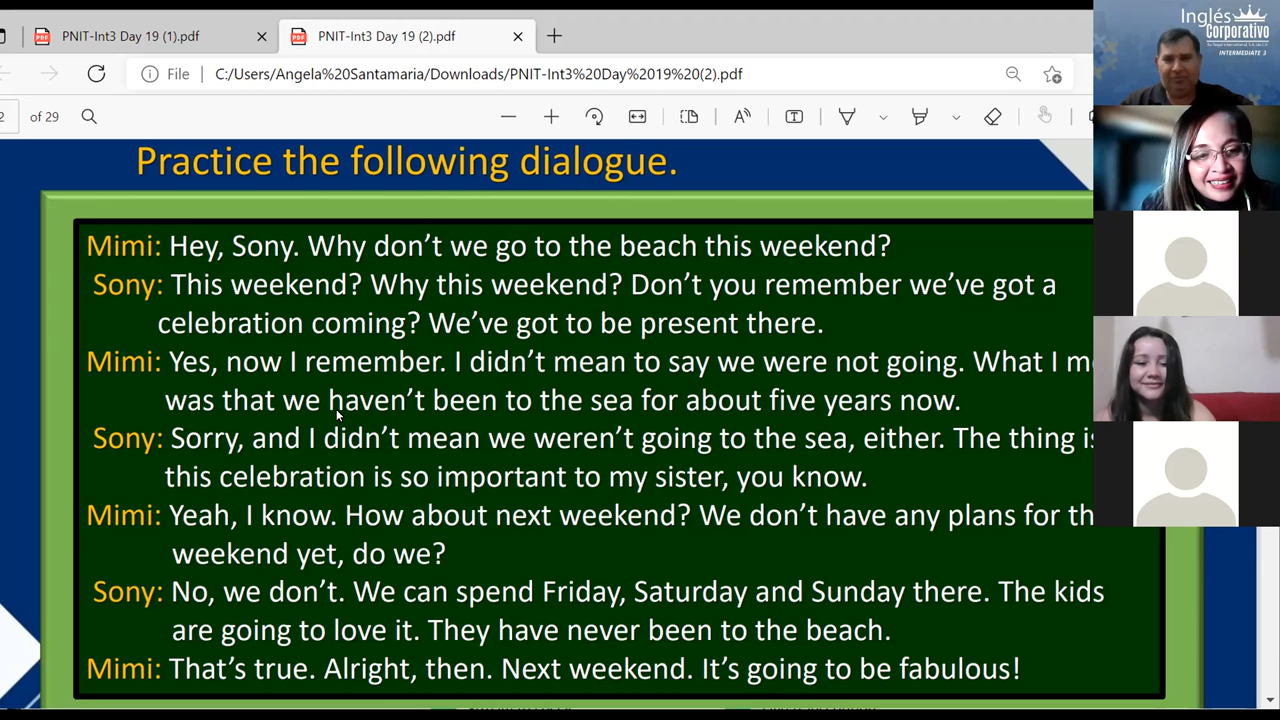 PNIT-Int3 Day 19 (1).pdf
PNIT-Int3 Day 19 (2).pdf
File
C:/Users/Angela%20Santamaria/Downloads/PNIT-Int3%20Day%2019%20(2).pdf
2 of 29
Inglés
Corporativo
INTERMEDIATE 3
Practice the following dialogue.
Mimi: Hey, Sony. Why don't we go to the beach this weekend?
Sony: This weekend? Why this weekend? Don't you remember we've got a
celebration coming? We've got to be present there.
Mimi: Yes, now I remember. I didn't mean to say we were not going. What I
was that we haven't been to the sea for about five years now.
Sony: Sorry, and I didn't mean we weren't going to the sea, either. The thing
this celebration is so important to my sister, you know.
Mimi: Yeah, I know. How about next weekend? We don't have any plans for
weekend yet, do we?
Sony: No, we don't. We can spend Friday, Saturday and Sunday there. The kids
are going to love it. They have never been to the beach.
Mimi: That's true. Alright, then. Next weekend. It's going to be fabulous!